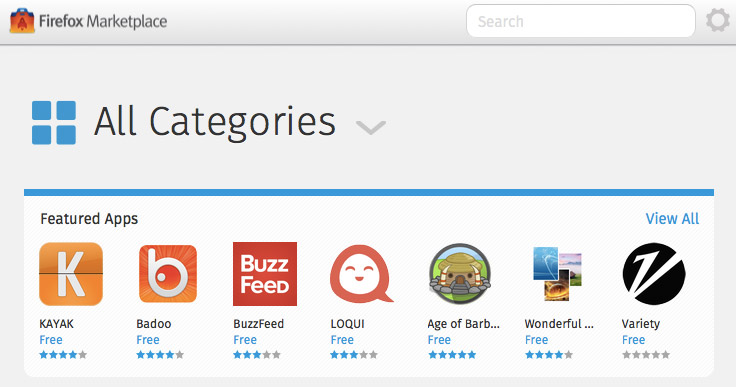 Firefox Marketplace
Search
All Categories
Featured Apps
View All
K
b
BUZZ
FEED
V
KAYAK
Badoo
BuzzFeed
LOQUI
Age of Barb...
Wonderful ...
Variety
Free
Free
Free
Free
Free
Free
Free